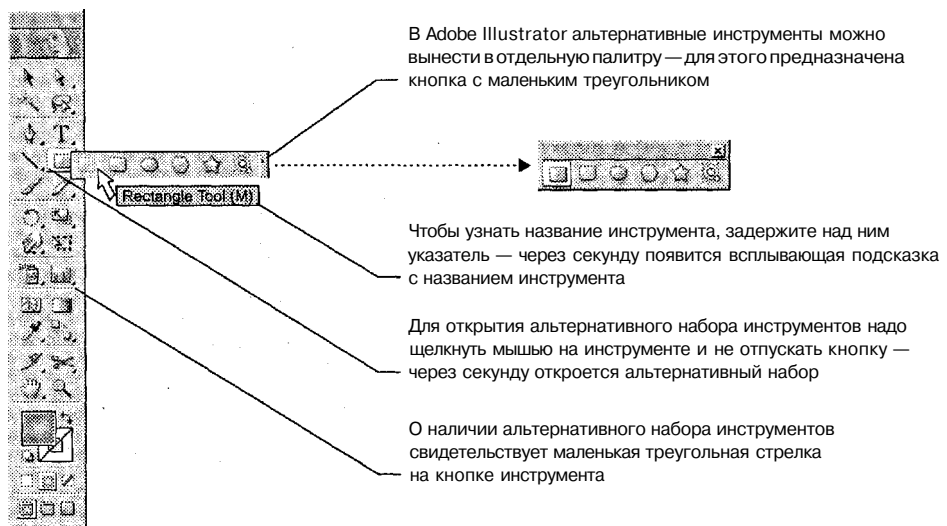 В Adobe Illustrator альтернативные инструменты можно
вынести в отдельную палитру — для этого предназначена
кнопка с маленьким треугольником
T
Rectangle Tool (M)
Чтобы узнать название инструмента, задержите над ним
указатель — через секунду появится всплывающая подсказка
с названием инструмента
Для открытия альтернативного набора инструментов надо
щелкнуть мышью на инструменте и не отпускать кнопку —
через секунду откроется альтернативный набор
О наличии альтернативного набора инструментов
свидетельствует маленькая треугольная стрелка
на кнопке инструмента